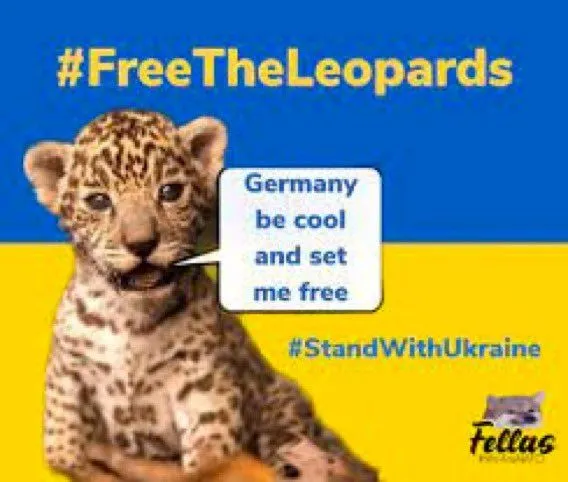 #FreeTheLeopards
Germany
be cool
and set
me free
#StandWithUkraine
Fellas